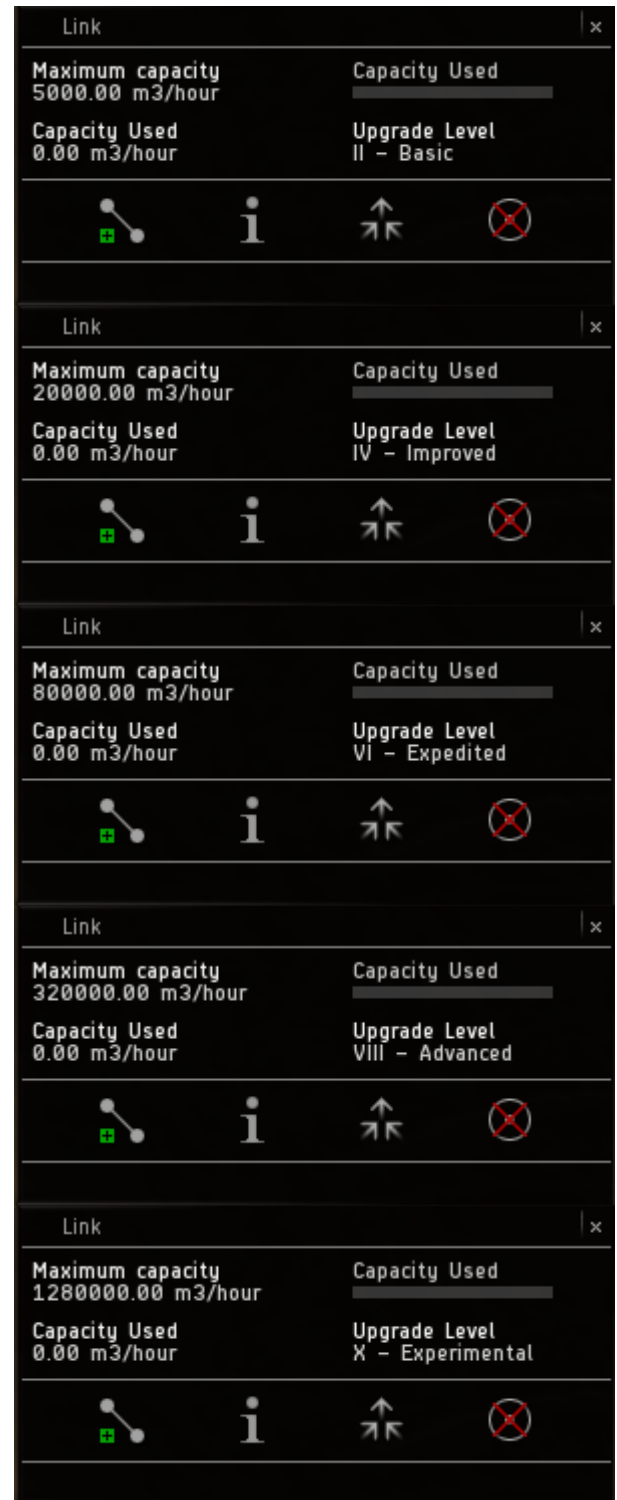 Link ×
Maximum capacity Capacity Used
5000.00 m3/hour
Capacity Used Upgrade Level
0.00 m3/hour II – Basic
Link ×
Maximum capacity Capacity Used
20000.00 m3/hour
Capacity Used Upgrade Level
0.00 m3/hour IV – Improved
Link ×
Maximum capacity Capacity Used
80000.00 m3/hour
Capacity Used Upgrade Level
0.00 m3/hour VI – Expedited
Link ×
Maximum capacity Capacity Used
320000.00 m3/hour
Capacity Used Upgrade Level
0.00 m3/hour VIII – Advanced
Link ×
Maximum capacity Capacity Used
1280000.00 m3/hour
Capacity Used Upgrade Level
0.00 m3/hour X – Experimental